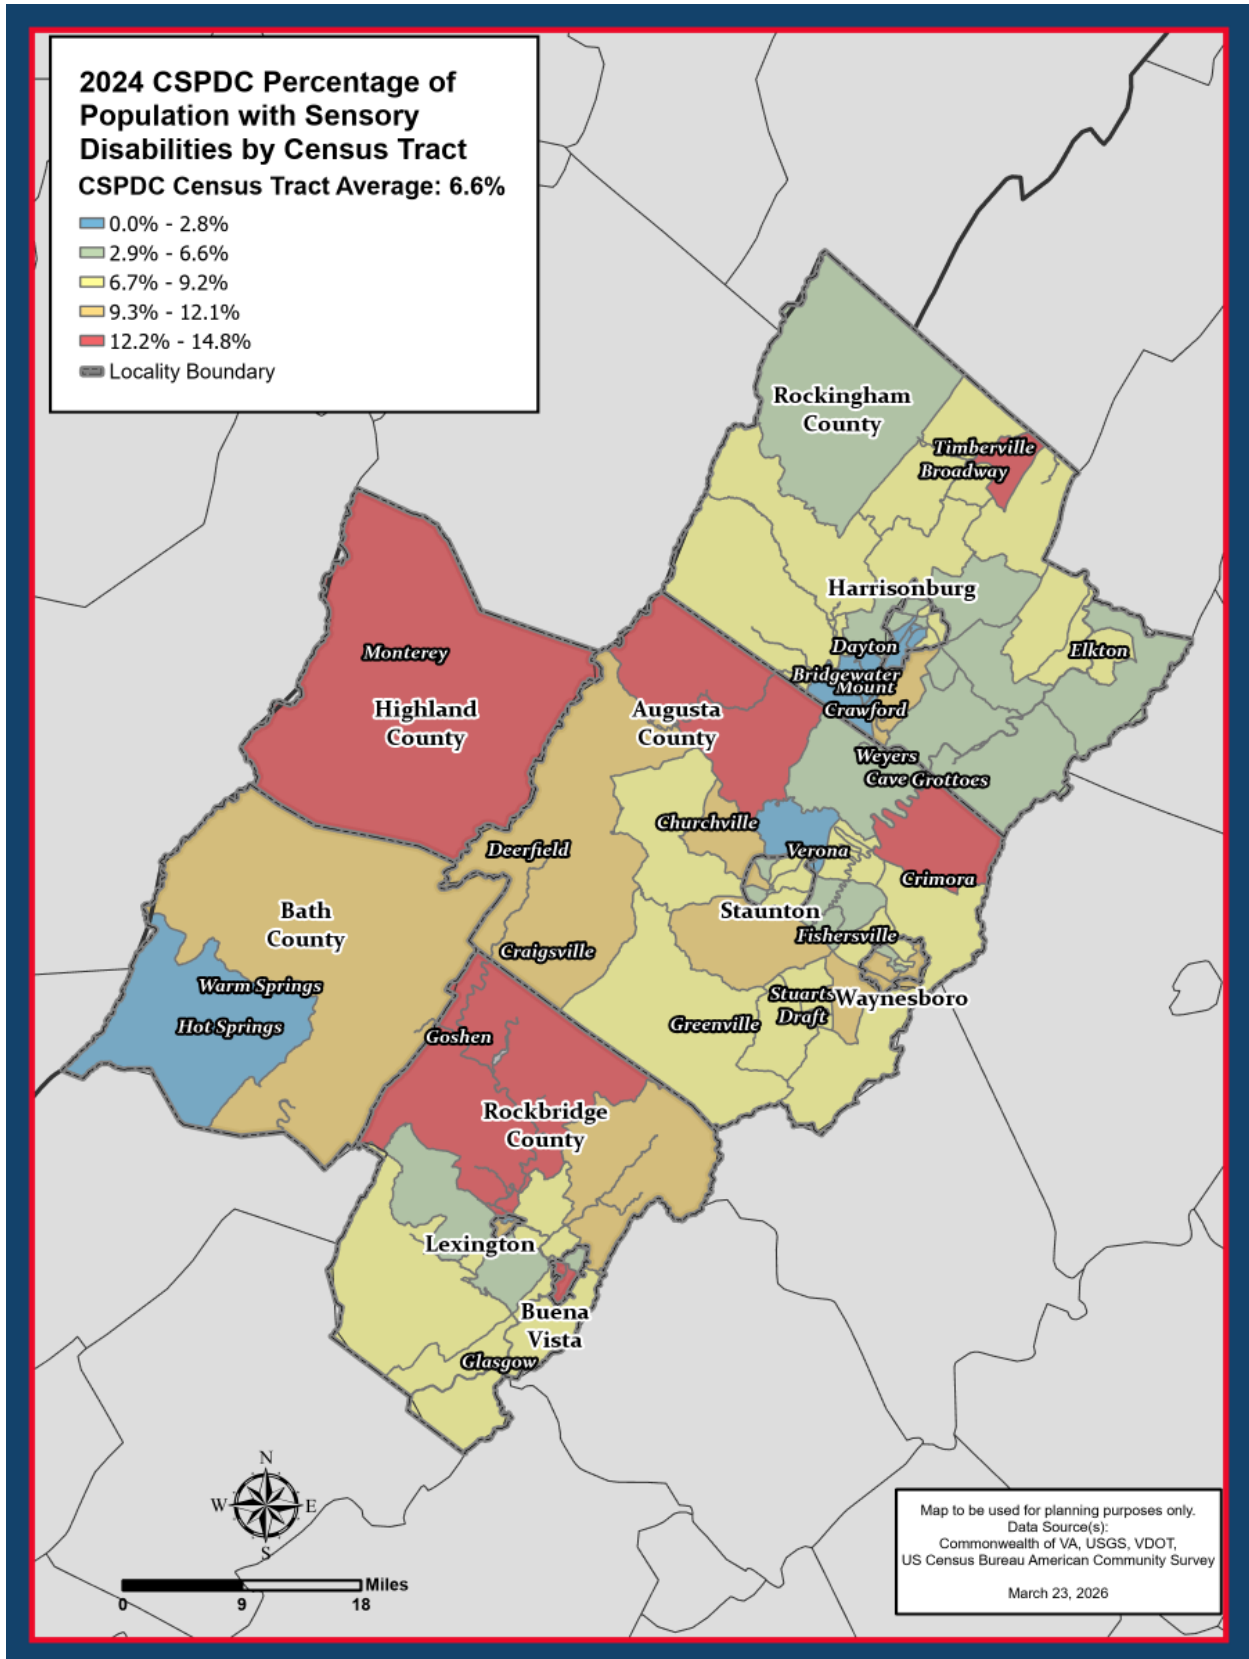 2024 CSPDC Percentage of
Population with Sensory
Disabilities by Census Tract
CSPDC Census Tract Average: 6.6%
0.0% - 2.8%
2.9% - 6.6%
6.7% - 9.2%
9.3% - 12.1%
12.2% - 14.8%
Locality Boundary
Rockingham
County
Timberville
Broadway
Harrisonburg
Dayton
Elkton
Bridgewater
Mount
Crawford
Monterey
Highland
County
Augusta
County
Weyers
Cave
Grottoes
Churchville
Deerfield
Verona
Crimora
Bath
County
Staunton
Fishersville
Craigsville
Warm Springs
Hot Springs
Stuarts
Draft
Waynesboro
Greenville
Goshen
Rockbridge
County
Lexington
Buena
Vista
Glasgow
N
W
E
S
Miles
0
9
18
Map to be used for planning purposes only.
Data Source(s):
Commonwealth of VA, USGS, VDOT,
US Census Bureau American Community Survey
March 23, 2026